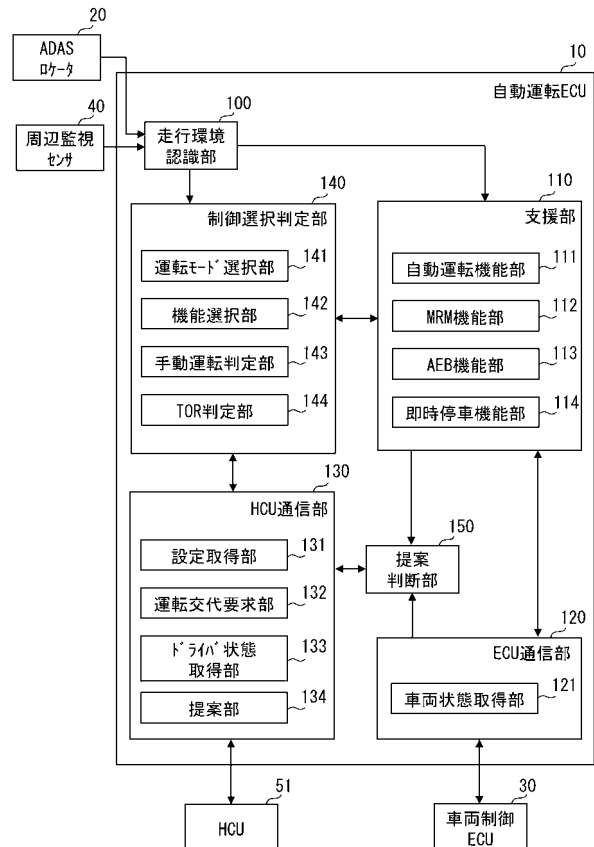 20
ADAS
ロケータ
10
自動運転ECU
40
周辺監視
センサ
100
走行環境
認識部
140
制御選択判定部
運転モード選択部
141
機能選択部
142
手動運転判定部
143
TOR判定部
144
110
支援部
自動運転機能部
111
MRM機能部
112
AEB機能部
113
即時停車機能部
114
130
HCU通信部
設定取得部
131
運転交代要求部
132
ドライバ状態
取得部
133
提案部
134
150
提案
判断部
120
ECU通信部
車両状態取得部
121
51
HCU
30
車両制御
ECU